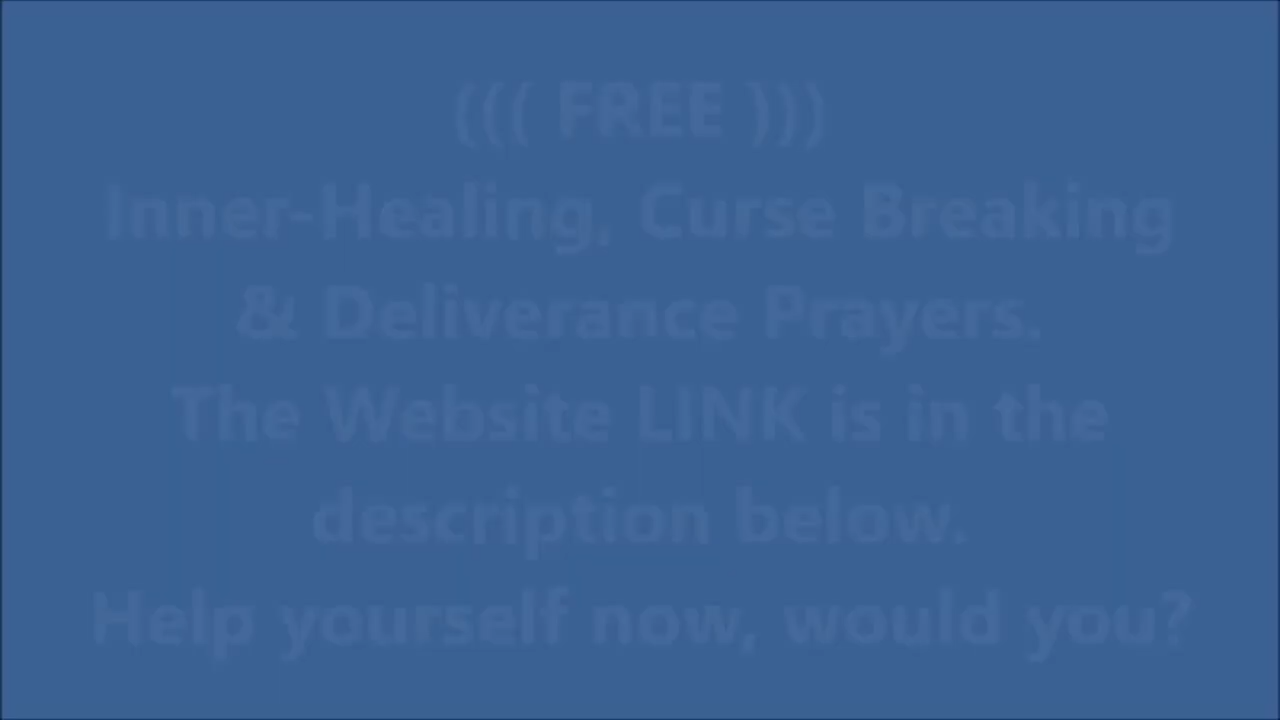 ((( FREE )))
Inner-Healing, Curse Breaking
& Deliverance Prayers.
The Website LINK is in the
description below.
Help yourself now, would you?